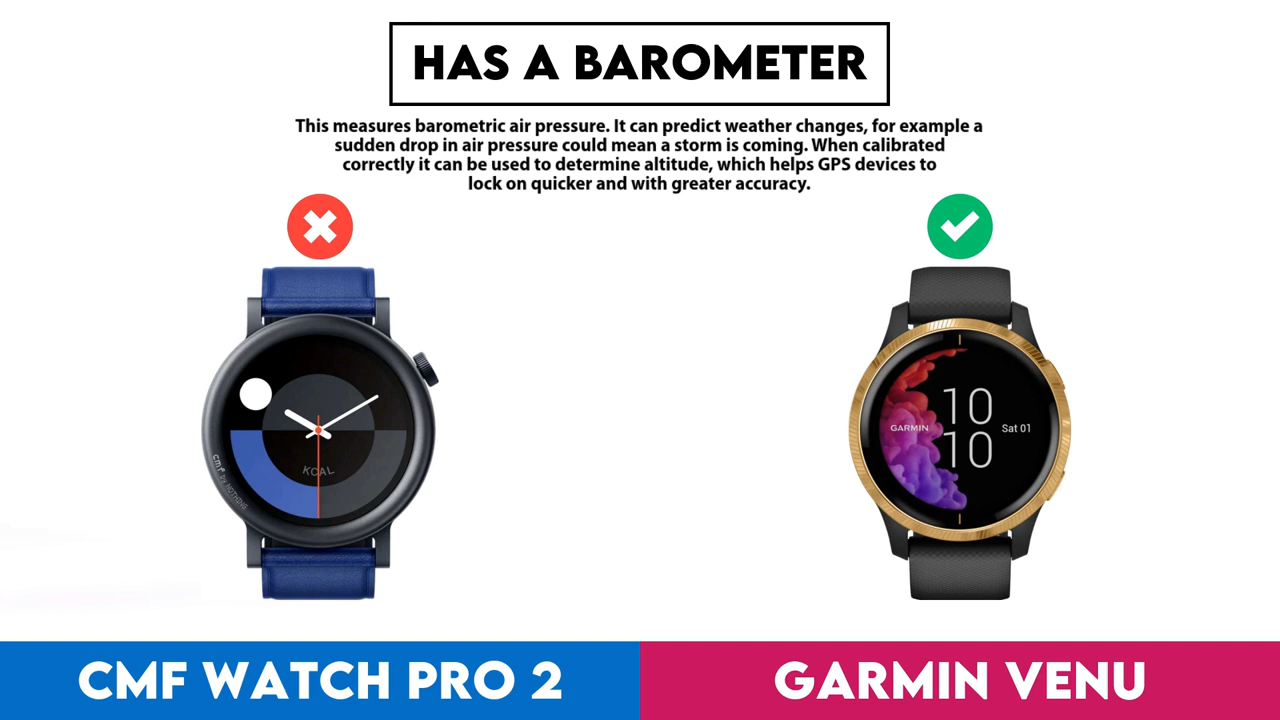 HAS A BAROMETER
This measures barometric air pressure. It can predict weather changes, for example a
sudden drop in air pressure could mean a storm is coming. When calibrated
correctly it can be used to determine altitude, which helps GPS devices to
lock on quicker and with greater accuracy.
KCAL
cmf by NOTHING
10
10
GARMIN
Sat 01
CMF WATCH PRO 2
GARMIN VENU